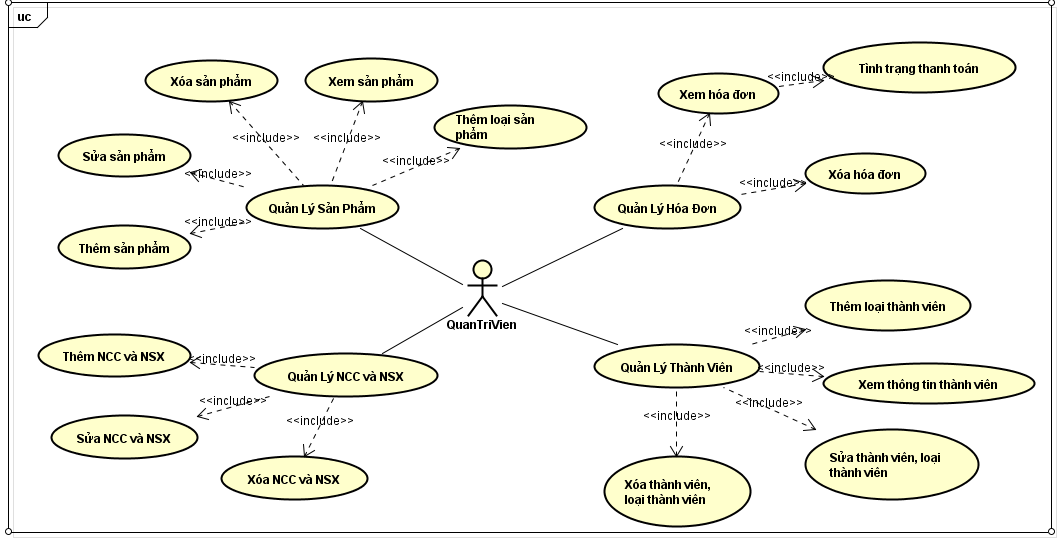 uc
Xóa sản phẩm
Xem sản phẩm
Thêm loại sản
phẩm
<<include>>
<<include>>
<<include>>
Sửa sản phẩm
<<include>>
Quản Lý Sản Phẩm
Thêm sản phẩm
<<include>>
Xem hóa đơn
<<include>>
Tình trạng thanh toán
<<include>>
Xóa hóa đơn
<<include>>
Quản Lý Hóa Đơn
QuanTriVien
Thêm NCC và NSX
<<include>>
Quản Lý NCC và NSX
<<include>>
<<include>>
Sửa NCC và NSX
Xóa NCC và NSX
Thêm loại thành viên
<<include>>
Quản Lý Thành Viên
<<include>>
Xem thông tin thành viên
<<include>>
<<include>>
Sửa thành viên, loại
thành viên
Xóa thành viên,
loại thành viên